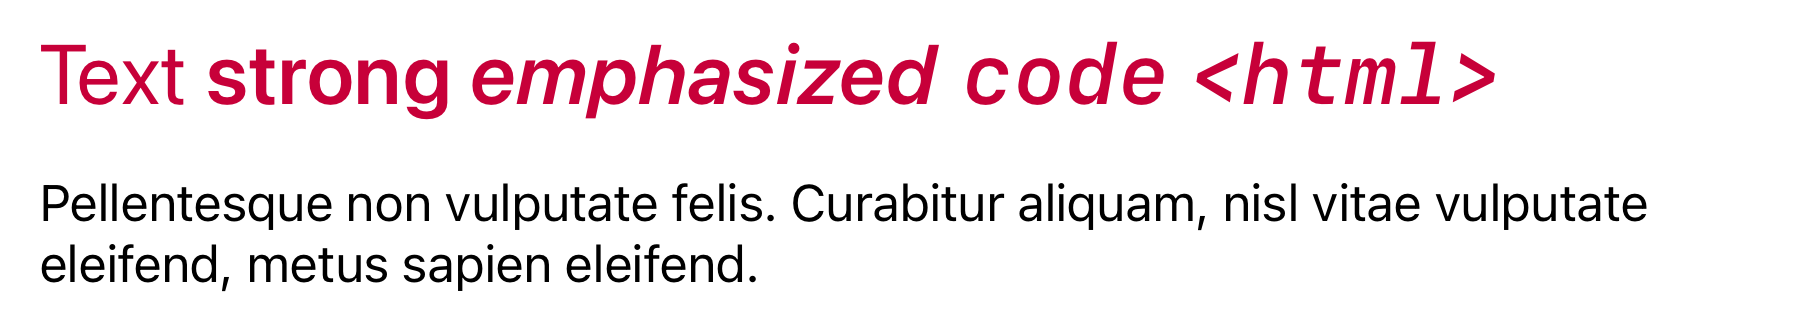 Text strong emphasized code <html>
Pellentesque non vulputate felis. Curabitur aliquam, nisl vitae vulputate
eleifend, metus sapien eleifend.